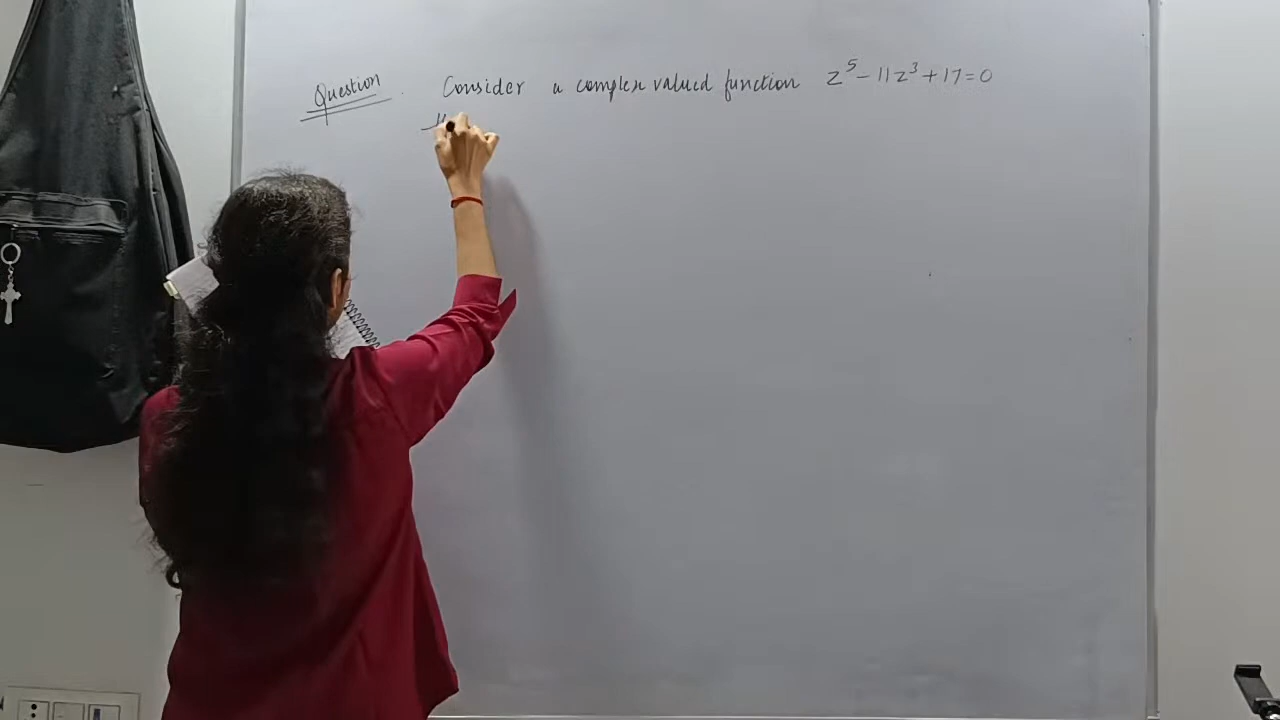 Question. Consider a complex valued function z⁵ - 11z³ + 17 = 0